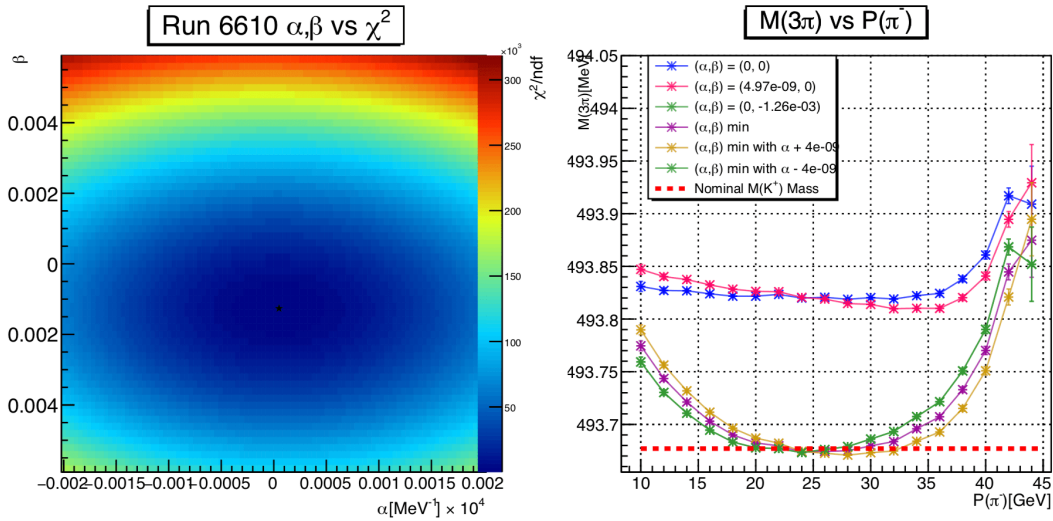 Run 6610 α,β vs χ²
β
0.004
0.002
0
0.002
0.004
−0.002
−0.0015
−0.001
−0.0005
0
0.0005
0.001
0.0015
0.002
α[MeV⁻¹] × 10⁴
×10³
300
250
200
150
100
50
χ²/ndf
M(3π) vs P(π⁻)
M(3π)[MeV]
494.05
494
493.95
493.9
493.85
493.8
493.75
493.7
(α,β) = (0, 0)
(α,β) = (4.97e-09, 0)
(α,β) = (0, -1.26e-03)
(α,β) min
(α,β) min with α + 4e-09
(α,β) min with α - 4e-09
Nominal M(K⁺) Mass
10
15
20
25
30
35
40
45
P(π⁻)[GeV]